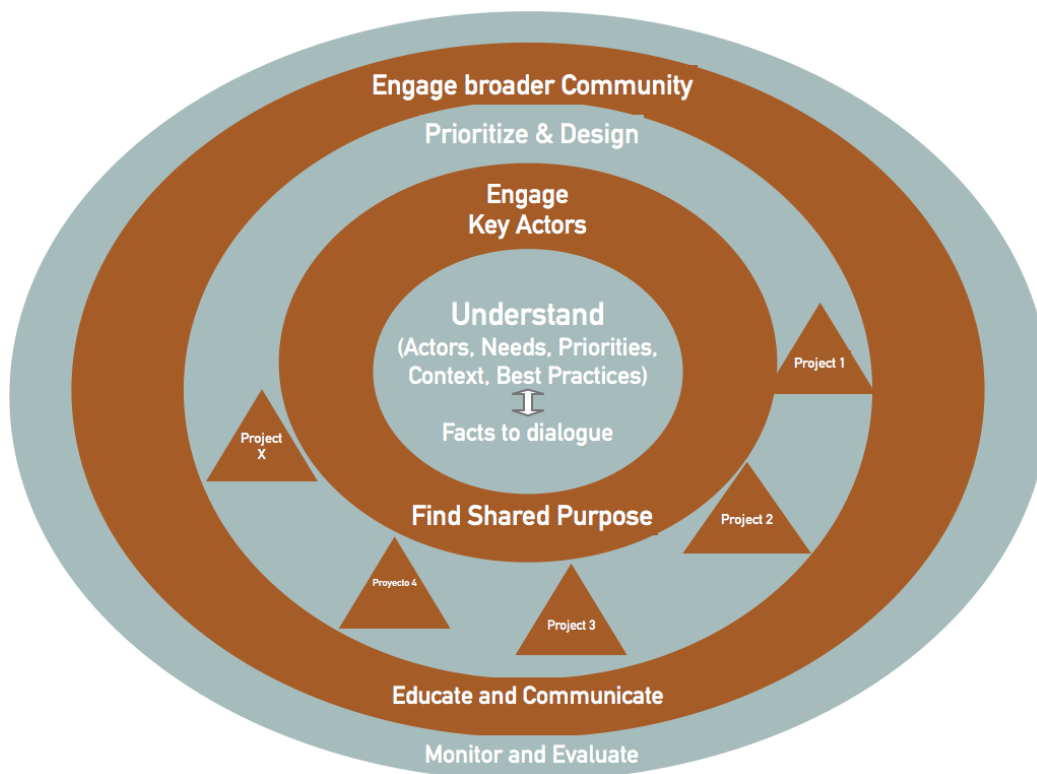 Engage broader Community
Prioritize & Design
Engage
Key Actors
Understand
(Actors, Needs, Priorities,
Context, Best Practices)
Facts to dialogue
Find Shared Purpose
Project 1
Project 2
Project 3
Proyecto 4
Project
X
Educate and Communicate
Monitor and Evaluate